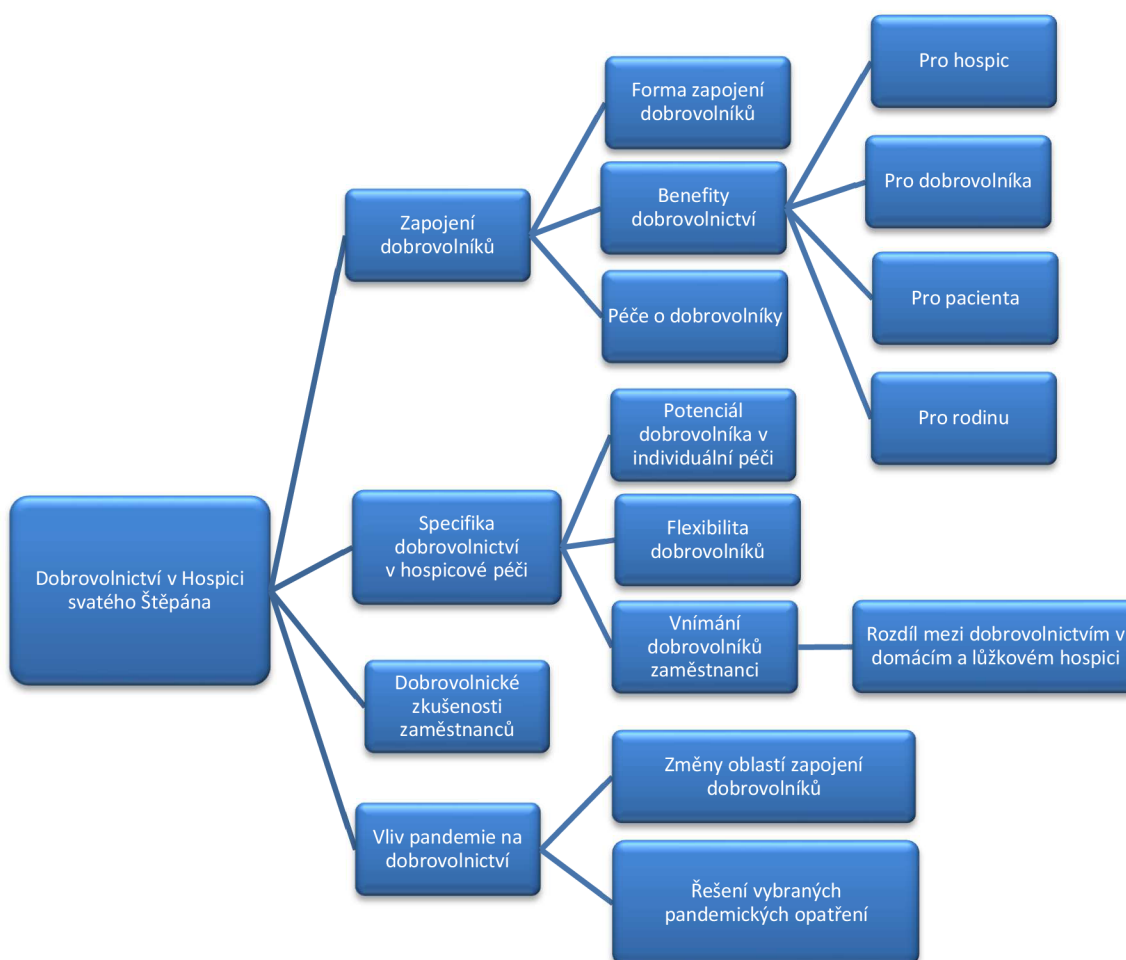 Dobrovolnictví v Hospici
svatého Štěpána
Zapojení
dobrovolníků
Forma zapojení
dobrovolníků
Benefity
dobrovolnictví
Pro hospic
Pro dobrovolníka
Pro pacienta
Pro rodinu
Péče o dobrovolníky
Specifika
dobrovolnictví
v hospicové péči
Potenciál
dobrovolníka v
individuální péči
Flexibilita
dobrovolníků
Vnímání
dobrovolníků
zaměstnanci
Rozdíl mezi dobrovolnictvím v
domácím a lůžkovém hospici
Dobrovolnické
zkušenosti
zaměstnanců
Vliv pandemie na
dobrovolnictví
Změny oblastí zapojení
dobrovolníků
Řešení vybraných
pandemických opatření